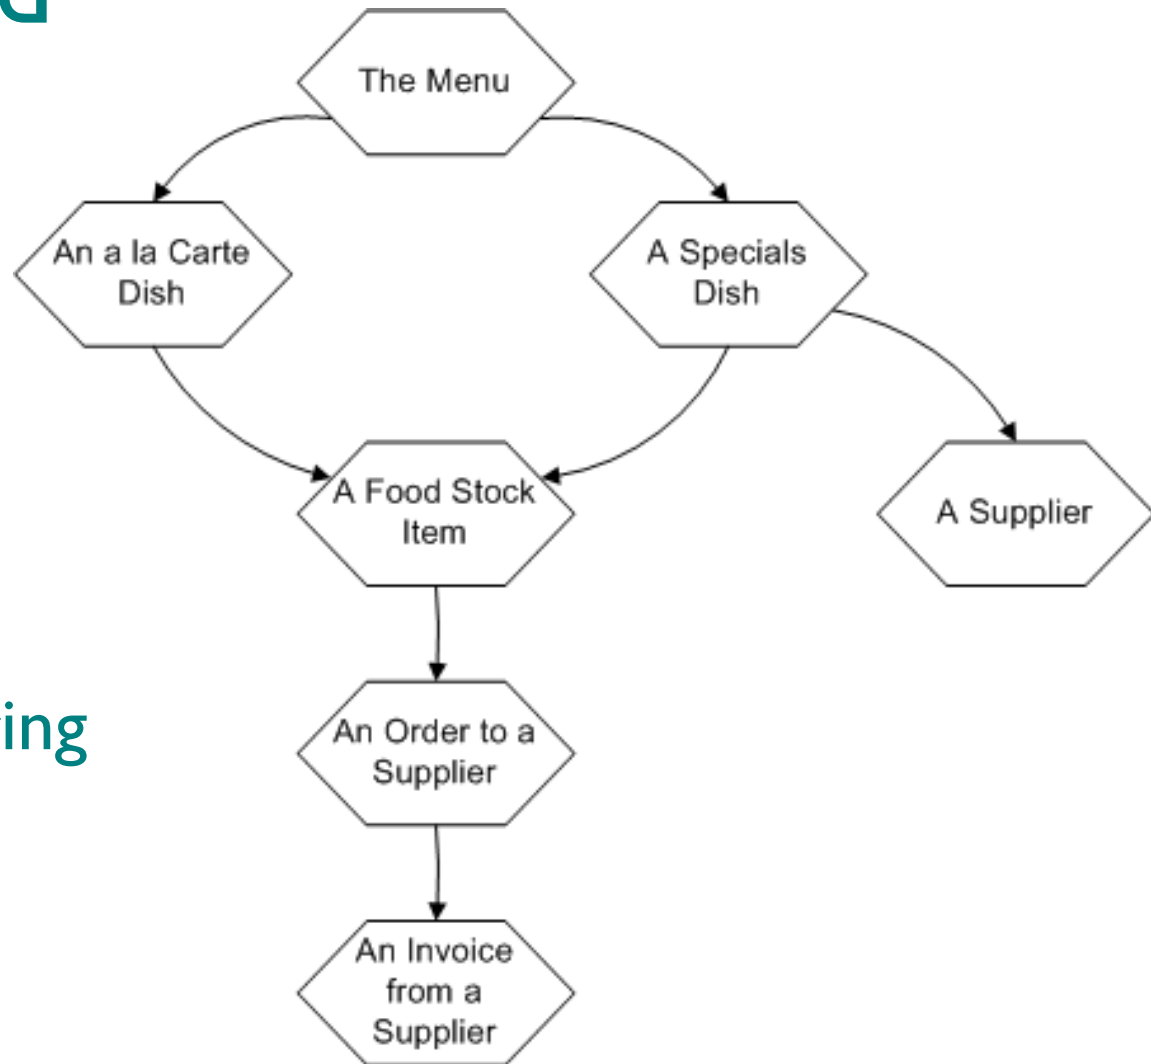 The Menu
An a la Carte
Dish
A Specials
Dish
A Food Stock
Item
A Supplier
An Order to a
Supplier
An Invoice
from a
Supplier